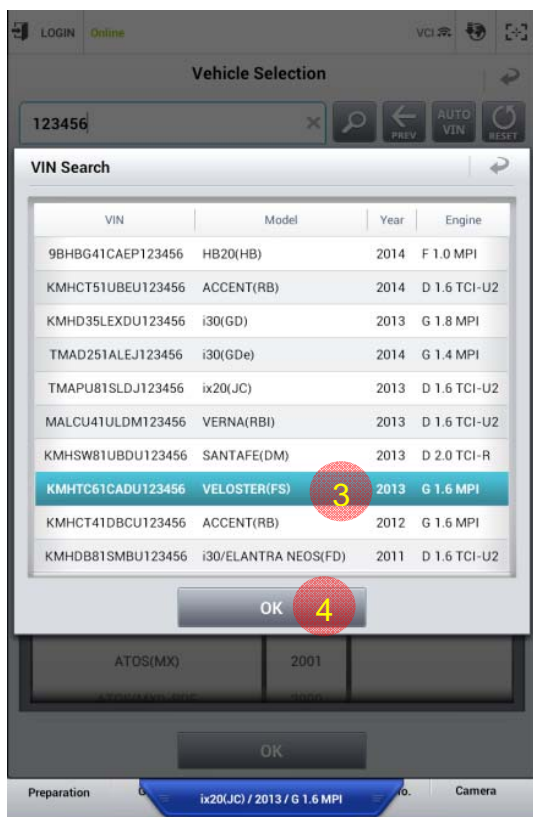 LOGIN Online VCI
Vehicle Selection
123456 PREV AUTO VIN RESET
VIN Search
VIN Model Year Engine
9BHBG41CAEP123456 HB20(HB) 2014 F 1.0 MPI
KMHCT51UBEU123456 ACCENT(RB) 2014 D 1.6 TCI-U2
KMHD35LEXDU123456 i30(GD) 2013 G 1.8 MPI
TMAD251ALEJ123456 i30(GDe) 2014 G 1.4 MPI
TMAPU81SLDJ123456 ix20(JC) 2013 D 1.6 TCI-U2
MALCU41ULDM123456 VERNA(RBI) 2013 D 1.6 TCI-U2
KMHSW81UBDU123456 SANTAFE(DM) 2013 D 2.0 TCI-R
KMHTC61CADU123456 VELOSTER(FS) 3 2013 G 1.6 MPI
KMHCT41DBCU123456 ACCENT(RB) 2012 G 1.6 MPI
KMHDB81SMBU123456 i30/ELANTRA NEOS(FD) 2011 D 1.6 TCI-U2
OK 4
ATOS(MX) 2001
OK
Preparation ix20(JC) / 2013 / G 1.6 MPI Camera